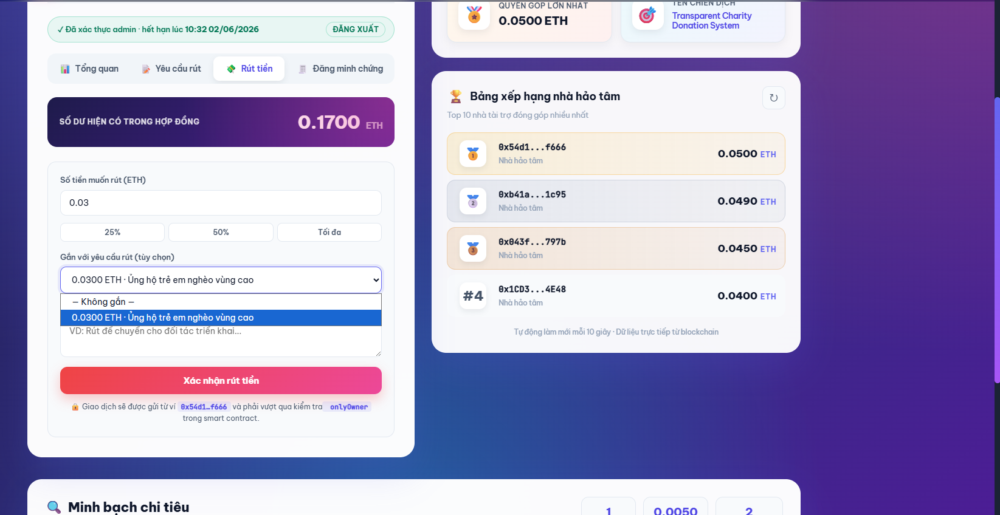 ✓ Đã xác thực admin · hết hạn lúc 10:32 02/06/2026
ĐĂNG XUẤT
Tổng quan
Yêu cầu rút
Rút tiền
Đăng minh chứng
SỐ DƯ HIỆN CÓ TRONG HỢP ĐỒNG
0.1700 ETH
Số tiền muốn rút (ETH)
0.03
25%
50%
Tối đa
Gắn với yêu cầu rút (tùy chọn)
0.0300 ETH · Ủng hộ trẻ em nghèo vùng cao
— Không gắn —
0.0300 ETH · Ủng hộ trẻ em nghèo vùng cao
VD: Rút để chuyển cho đối tác triển khai...
Xác nhận rút tiền
Giao dịch sẽ được gửi từ ví 0x54d1…f666 và phải vượt qua kiểm tra onlyOwner
trong smart contract.
QUYÊN GÓP LỚN NHẤT
0.0500 ETH
TÊN CHIẾN DỊCH
Transparent Charity
Donation System
Bảng xếp hạng nhà hảo tâm
Top 10 nhà tài trợ đóng góp nhiều nhất
1
0x54d1...f666
Nhà hảo tâm
0.0500 ETH
2
0xb41a...1c95
Nhà hảo tâm
0.0490 ETH
3
0x043f...797b
Nhà hảo tâm
0.0450 ETH
#4
0x1CD3...4E48
Nhà hảo tâm
0.0400 ETH
Tự động làm mới mỗi 10 giây · Dữ liệu trực tiếp từ blockchain
Minh bạch chi tiêu
1
0.0050
2